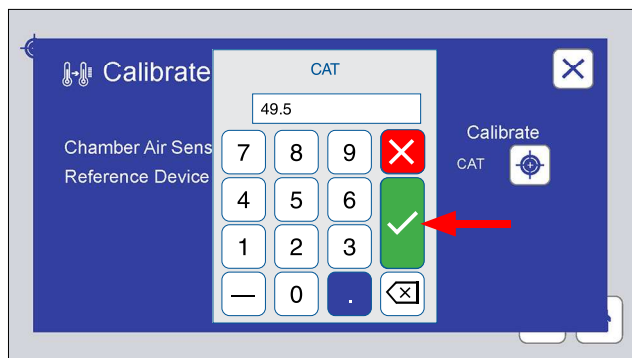 Calibrate
CAT
49.5
Chamber Air Sens
Reference Device
Calibrate
CAT
7 8 9
4 5 6
1 2 3
— 0 .